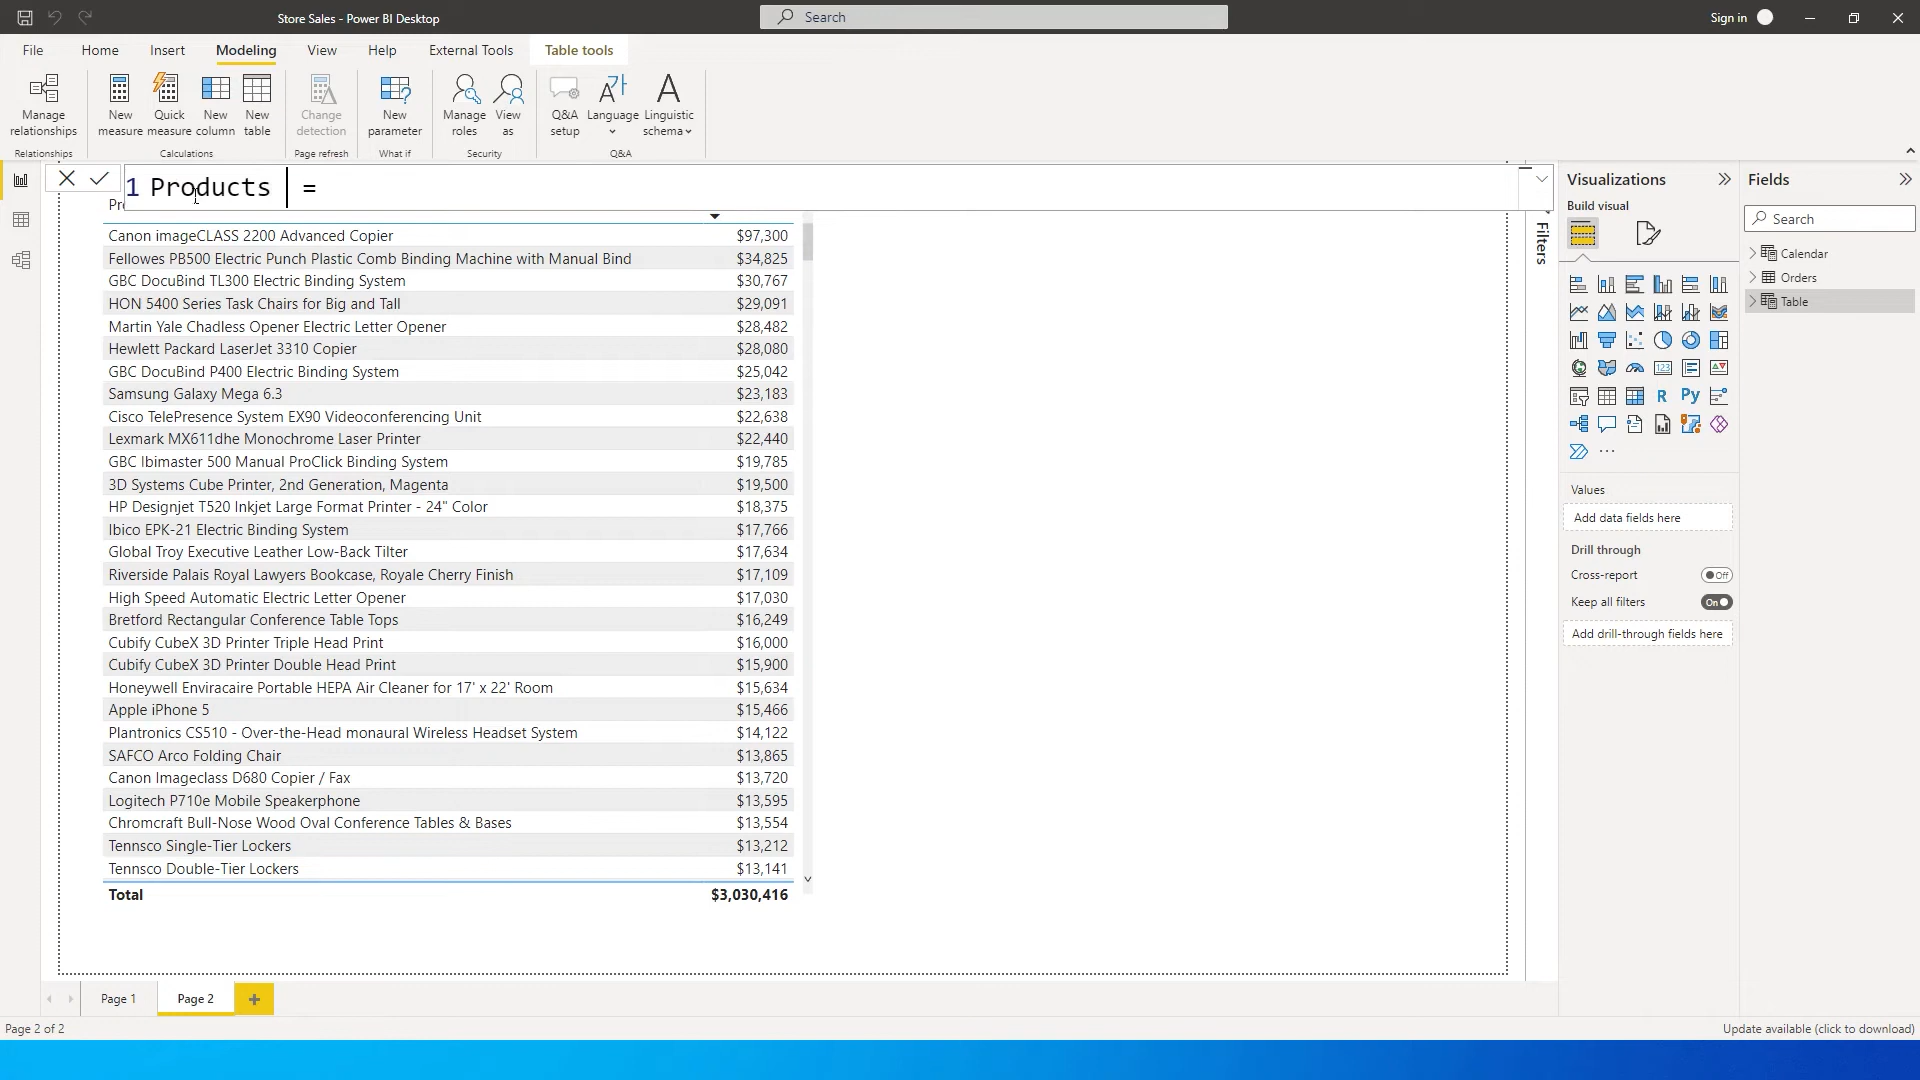 Store Sales - Power BI Desktop
Search
Sign in
File
Home
Insert
Modeling
View
Help
External Tools
Table tools
Manage relationships
New measure
Quick measure
New column
New table
Change detection
New parameter
Manage roles
View as
Q&A setup
Language
Linguistic schema
Relationships
Calculations
Page refresh
What if
Security
Q&A
1 Products =
Pr
Canon imageCLASS 2200 Advanced Copier $97,300
Fellowes PB500 Electric Punch Plastic Comb Binding Machine with Manual Bind $34,825
GBC DocuBind TL300 Electric Binding System $30,767
HON 5400 Series Task Chairs for Big and Tall $29,091
Martin Yale Chadless Opener Electric Letter Opener $28,482
Hewlett Packard LaserJet 3310 Copier $28,080
GBC DocuBind P400 Electric Binding System $25,042
Samsung Galaxy Mega 6.3 $23,183
Cisco TelePresence System EX90 Videoconferencing Unit $22,638
Lexmark MX611dhe Monochrome Laser Printer $22,440
GBC Ibimaster 500 Manual ProClick Binding System $19,785
3D Systems Cube Printer, 2nd Generation, Magenta $19,500
HP Designjet T520 Inkjet Large Format Printer - 24" Color $18,375
Ibico EPK-21 Electric Binding System $17,766
Global Troy Executive Leather Low-Back Tilter $17,634
Riverside Palais Royal Lawyers Bookcase, Royale Cherry Finish $17,109
High Speed Automatic Electric Letter Opener $17,030
Bretford Rectangular Conference Table Tops $16,249
Cubify CubeX 3D Printer Triple Head Print $16,000
Cubify CubeX 3D Printer Double Head Print $15,900
Honeywell Enviracaire Portable HEPA Air Cleaner for 17' x 22' Room $15,634
Apple iPhone 5 $15,466
Plantronics CS510 - Over-the-Head monaural Wireless Headset System $14,122
SAFCO Arco Folding Chair $13,865
Canon Imageclass D680 Copier / Fax $13,720
Logitech P710e Mobile Speakerphone $13,595
Chromcraft Bull-Nose Wood Oval Conference Tables & Bases $13,554
Tennsco Single-Tier Lockers $13,212
Tennsco Double-Tier Lockers $13,141
Total $3,030,416
Filters
Visualizations
Build visual
123
R
Py
Values
Add data fields here
Drill through
Cross-report
Off
Keep all filters
On
Add drill-through fields here
Fields
Search
Calendar
Orders
Table
Page 1
Page 2
Page 2 of 2
Update available (click to download)